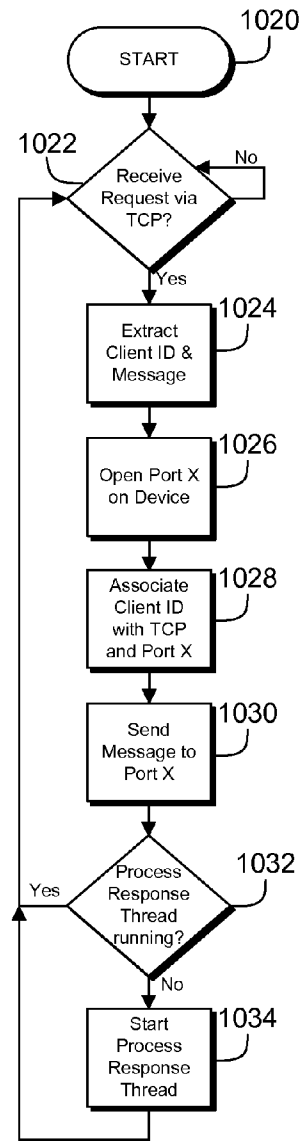 1020
START
1022
No
Receive
Request via
TCP?
Yes
1024
Extract
Client ID &
Message
1026
Open Port X
on Device
1028
Associate
Client ID
with TCP
and Port X
1030
Send
Message to
Port X
1032
Yes
Process
Response
Thread
running?
No
1034
Start
Process
Response
Thread